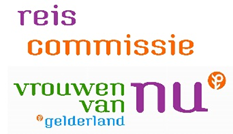 reis
commissie
vrouwen
van nu
gelderland